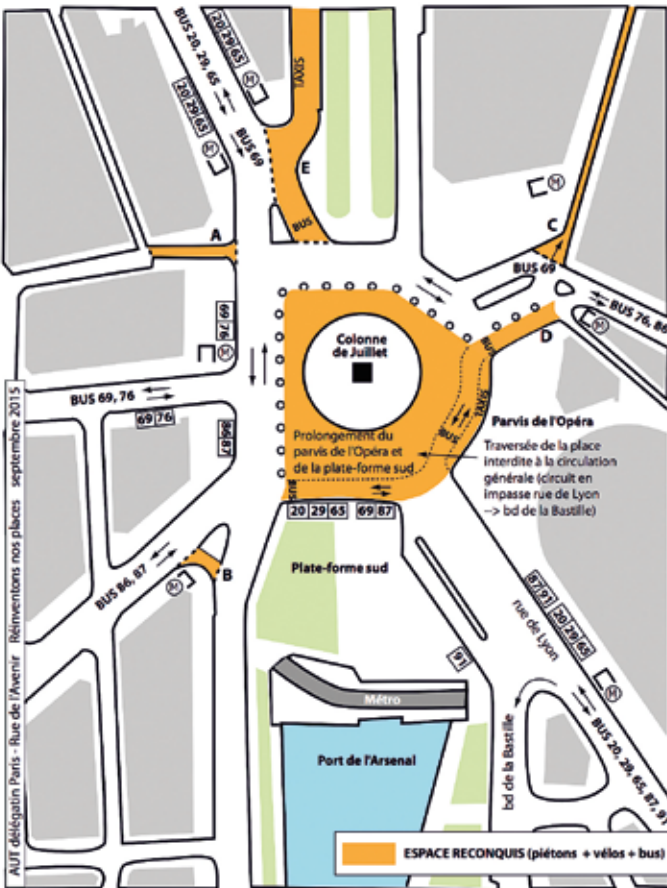 BUS 20, 29, 65
20 29 65
20 29 65
BUS 69
TAXIS
E
BUS
M
M
A
M
C
BUS 69
BUS 76, 86
M
D
69 76
M
Colonne
de Juillet
BUS
TAXIS
BUS
BUS 69, 76
69 76
86 87
Prolongement du
parvis de l'Opéra et
de la plate-forme sud
BUS
Parvis de l'Opéra
Traversée de la place
interdite à la circulation
générale (circuit en
impasse rue de Lyon
--> bd de la Bastille)
20 29 65 69 87
BUS 86, 87
M
B
Plate-forme sud
87 91 20 29 65
rue de Lyon
91
M
Métro
Port de l'Arsenal
bd de la Bastille
BUS 20, 29, 65, 87, 91
ESPACE RECONQUIS (piétons + vélos + bus)
AUT délégatin Paris - Rue de l'Avenir Réinventons nos places septembre 2015